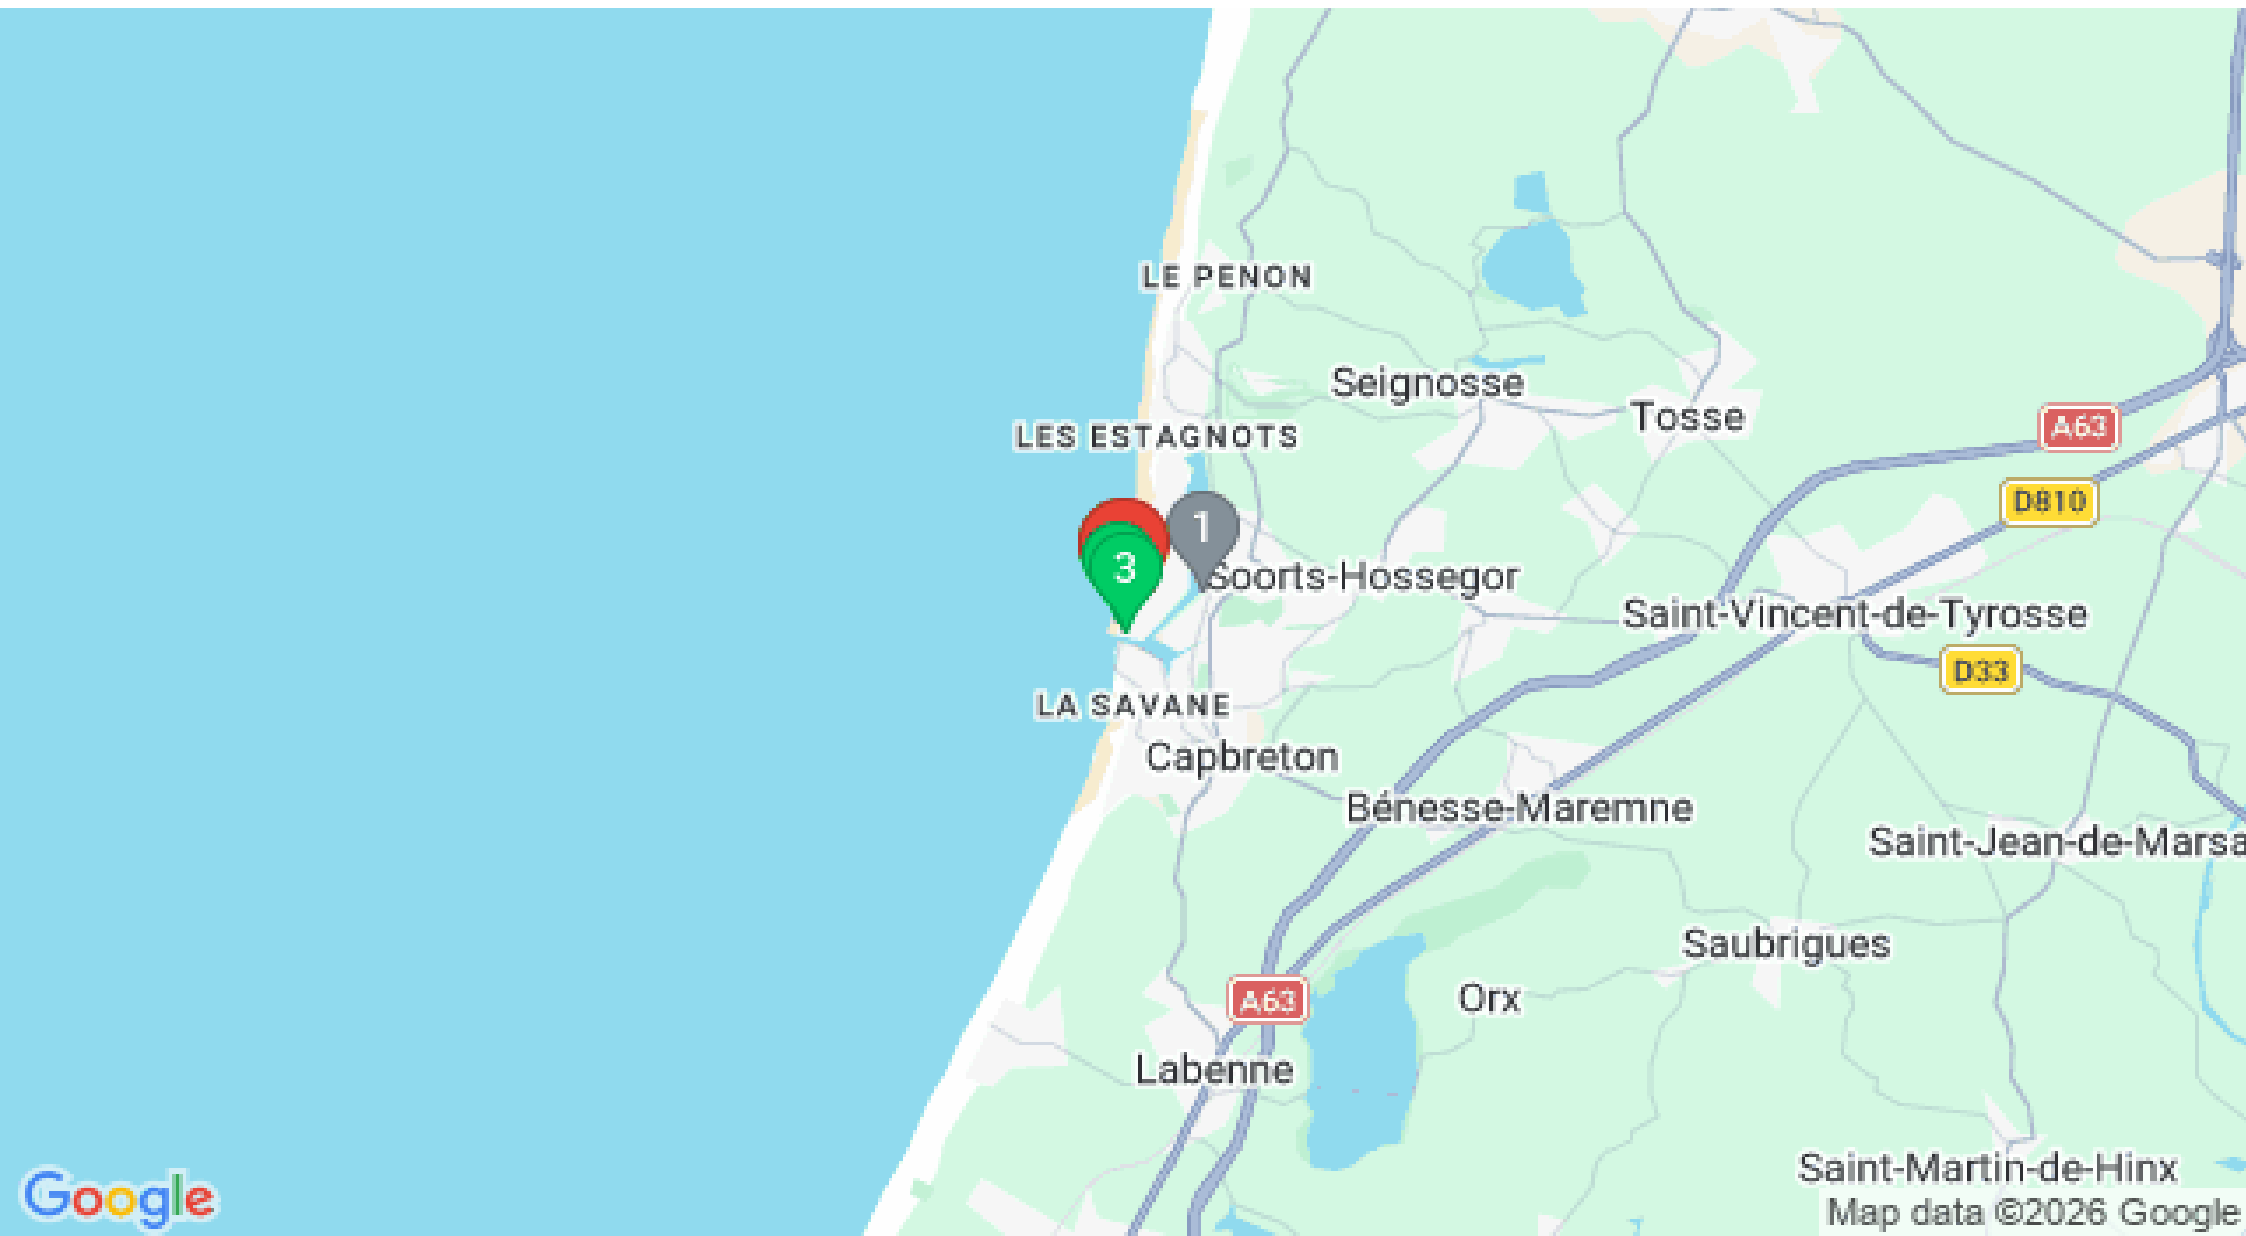 LE PENON
Seignosse
Tosse
A63
LES ESTAGNOTS
D810
1
3
Soorts-Hossegor
Saint-Vincent-de-Tyrosse
D33
LA SAVANE
Capbreton
Bénesse-Maremne
Saint-Jean-de-Marsa
Saubrigues
A63
Orx
Labenne
Saint-Martin-de-Hinx
Google
Map data ©2026 Google